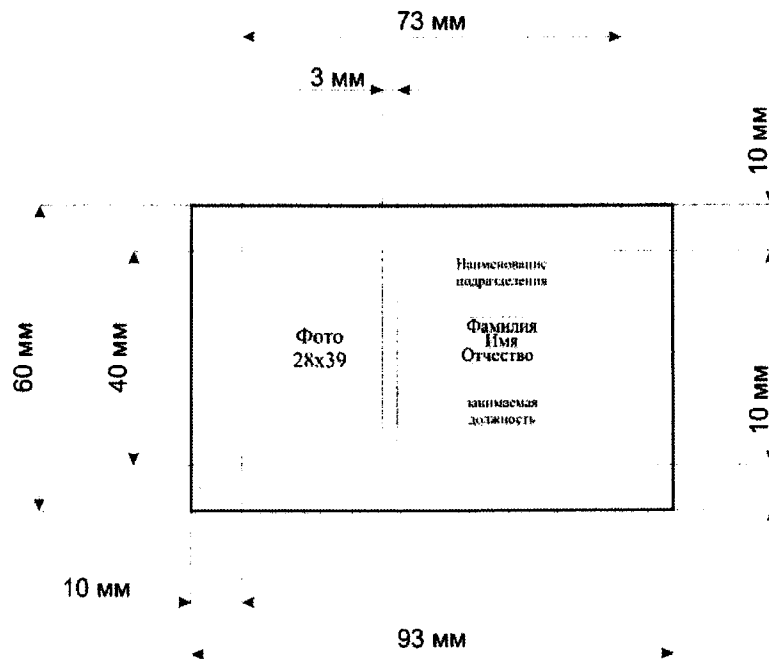 73 мм
3 мм
10 мм
Наименование
подразделения
Фото
28x39
Фамилия
Имя
Отчество
60 мм
40 мм
10 мм
занимаемая
должность
10 мм
93 мм